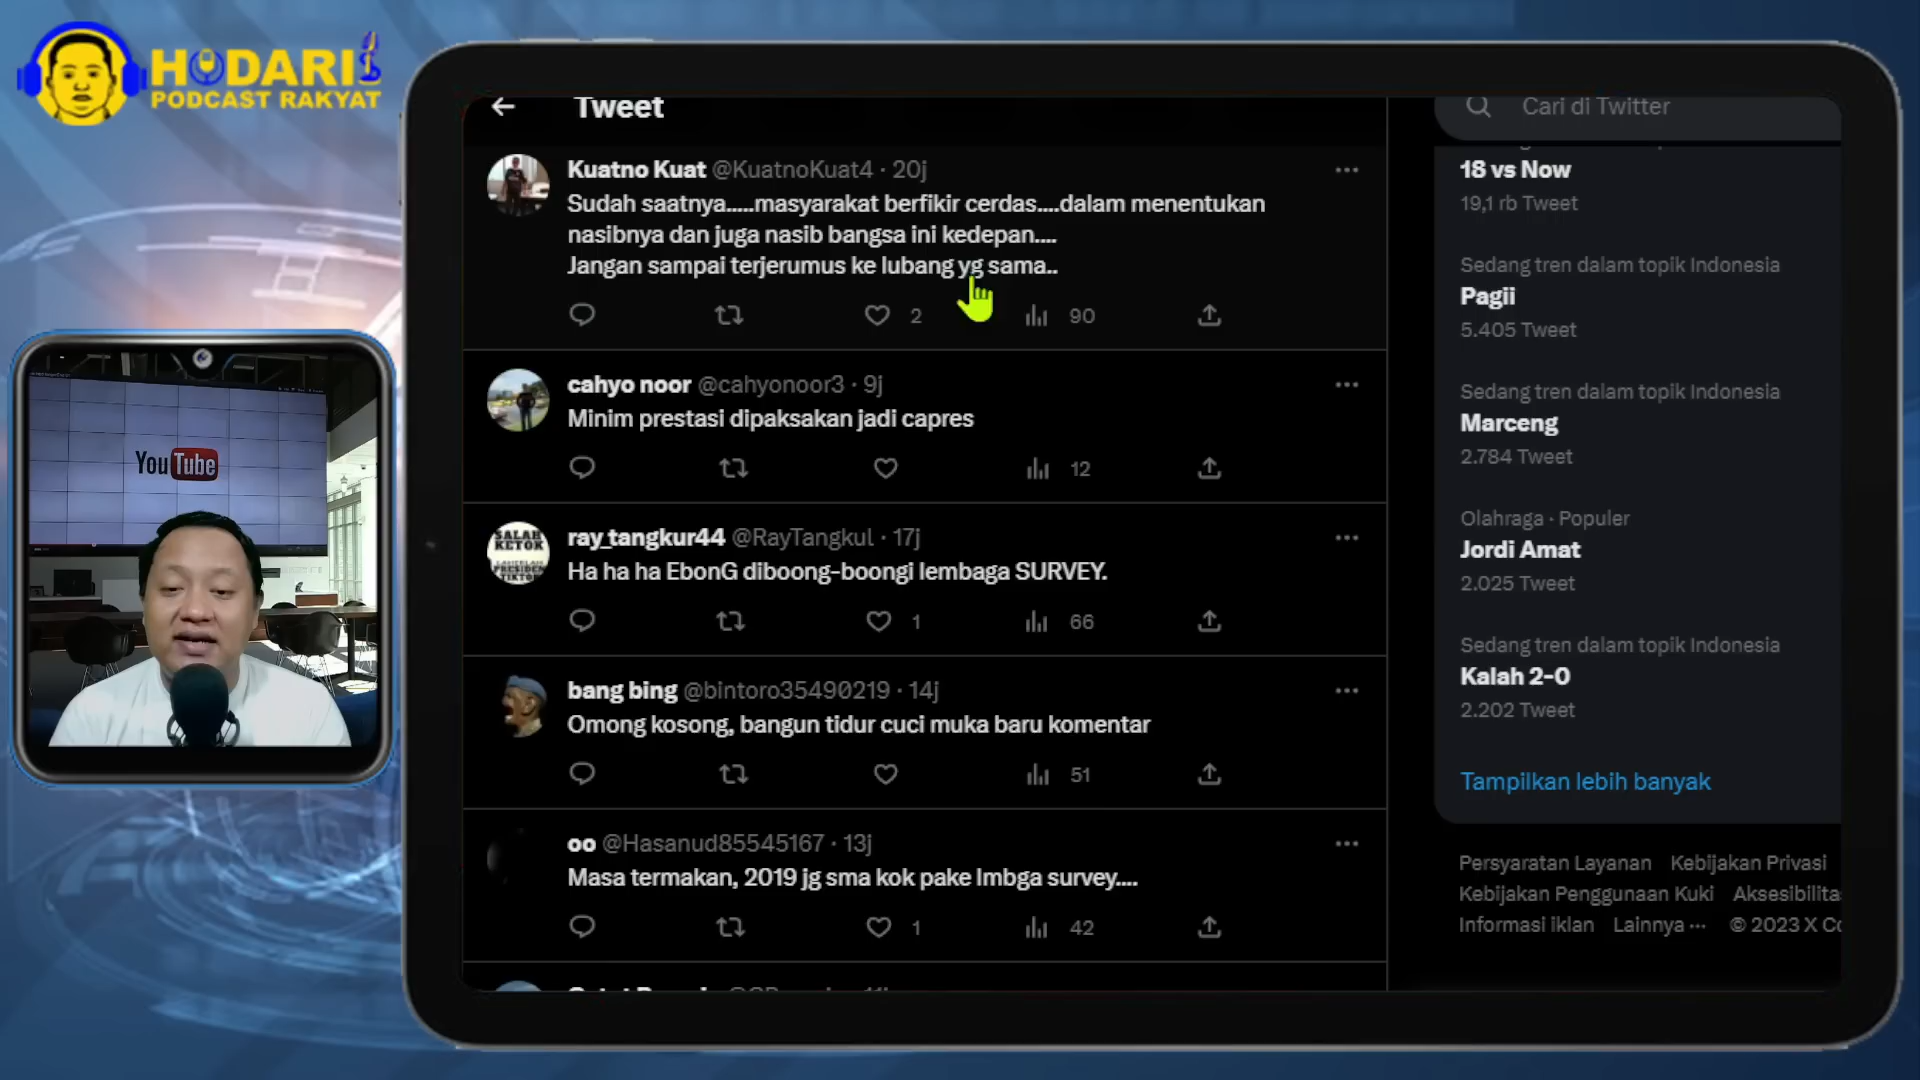 HODARI
PODCAST RAKYAT
YouTube
Tweet
Kuatno Kuat @KuatnoKuat4 · 20j
Sudah saatnya.....masyarakat berfikir cerdas....dalam menentukan
nasibnya dan juga nasib bangsa ini kedepan....
Jangan sampai terjerumus ke lubang yg sama..
2
90
cahyo noor @cahyonoor3 · 9j
Minim prestasi dipaksakan jadi capres
12
SALAH
KETOK
PRESIDEN
TIKTOK
ray_tangkur44 @RayTangkul · 17j
Ha ha ha EbonG diboong-boongi lembaga SURVEY.
1
66
bang bing @bintoro35490219 · 14j
Omong kosong, bangun tidur cuci muka baru komentar
51
oo @Hasanud85545167 · 13j
Masa termakan, 2019 jg sma kok pake lmbga survey....
1
42
Cari di Twitter
18 vs Now
19,1 rb Tweet
Sedang tren dalam topik Indonesia
Pagii
5.405 Tweet
Sedang tren dalam topik Indonesia
Marceng
2.784 Tweet
Olahraga · Populer
Jordi Amat
2.025 Tweet
Sedang tren dalam topik Indonesia
Kalah 2-0
2.202 Tweet
Tampilkan lebih banyak
Persyaratan Layanan Kebijakan Privasi
Kebijakan Penggunaan Kuki Aksesibilita
Informasi iklan Lainnya ··· © 2023 X Co